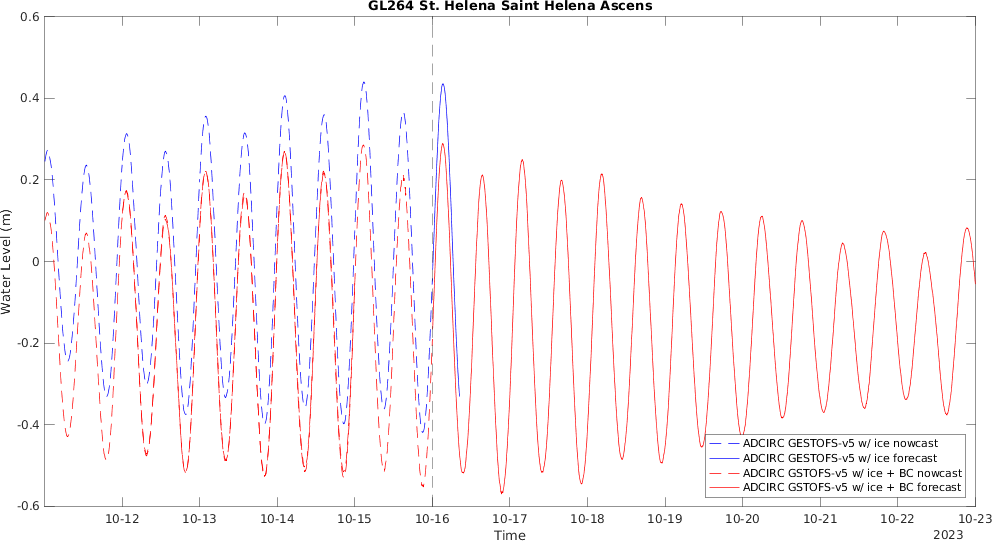 GL264 St. Helena Saint Helena Ascens
0.6
0.4
0.2
0
-0.2
-0.4
-0.6
Water Level (m)
10-12
10-13
10-14
10-15
10-16
10-17
10-18
10-19
10-20
10-21
10-22
10-23
Time
2023
ADCIRC GESTOFS-v5 w/ ice nowcast
ADCIRC GESTOFS-v5 w/ ice forecast
ADCIRC GSTOFS-v5 w/ ice + BC nowcast
ADCIRC GSTOFS-v5 w/ ice + BC forecast